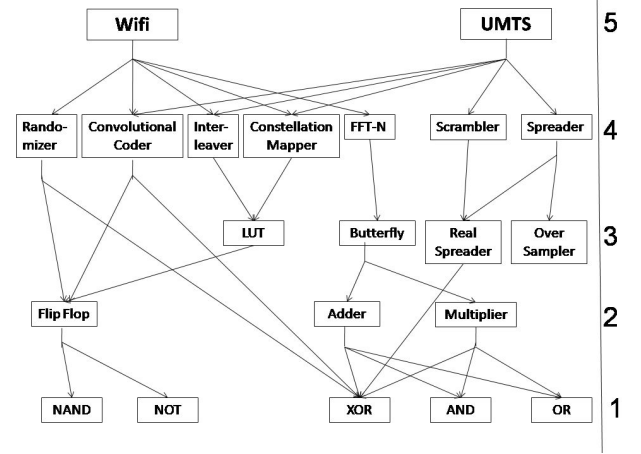 Wifi UMTS 5
Rando- Convolutional Inter- Constellation FFT-N Scrambler Spreader 4
mizer Coder leaver Mapper
LUT Butterfly Real Over 3
Spreader Sampler
Flip Flop Adder Multiplier 2
NAND NOT XOR AND OR 1